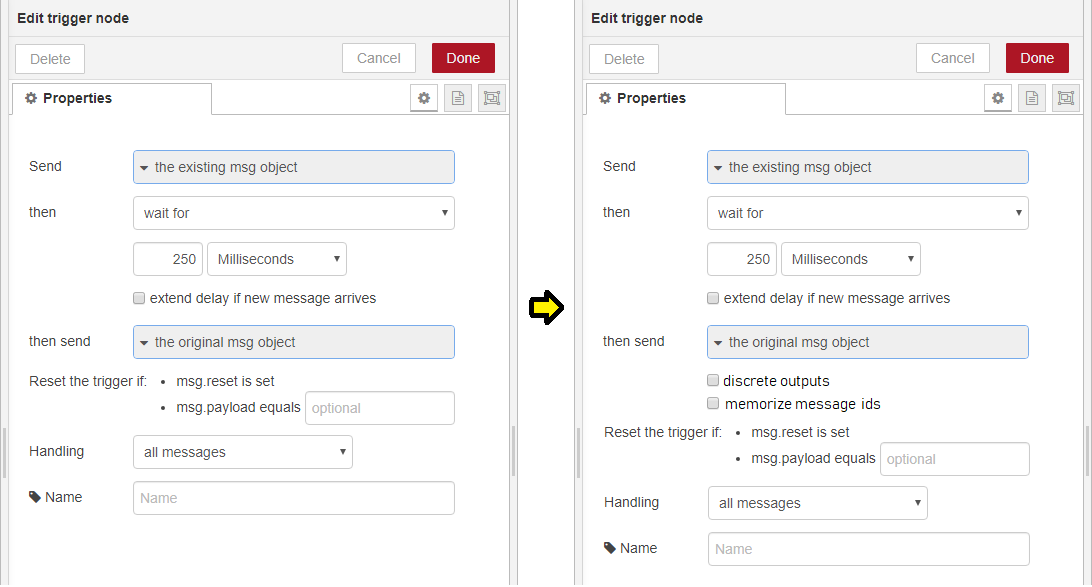 Edit trigger node
Delete
Cancel
Done
Properties
Send
the existing msg object
then
wait for
250
Milliseconds
extend delay if new message arrives
then send
the original msg object
Reset the trigger if:
msg.reset is set
msg.payload equals
optional
Handling
all messages
Name
Name
Edit trigger node
Delete
Cancel
Done
Properties
Send
the existing msg object
then
wait for
250
Milliseconds
extend delay if new message arrives
then send
the original msg object
discrete outputs
memorize message ids
Reset the trigger if:
msg.reset is set
msg.payload equals
optional
Handling
all messages
Name
Name